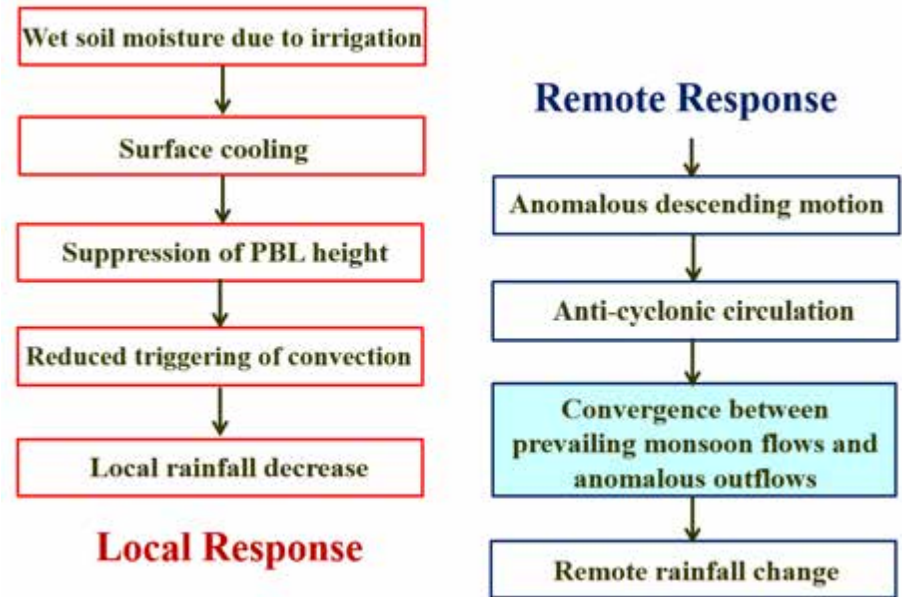 Wet soil moisture due to irrigation
Surface cooling
Suppression of PBL height
Reduced triggering of convection
Local rainfall decrease
Local Response
Remote Response
Anomalous descending motion
Anti-cyclonic circulation
Convergence between
prevailing monsoon flows and
anomalous outflows
Remote rainfall change